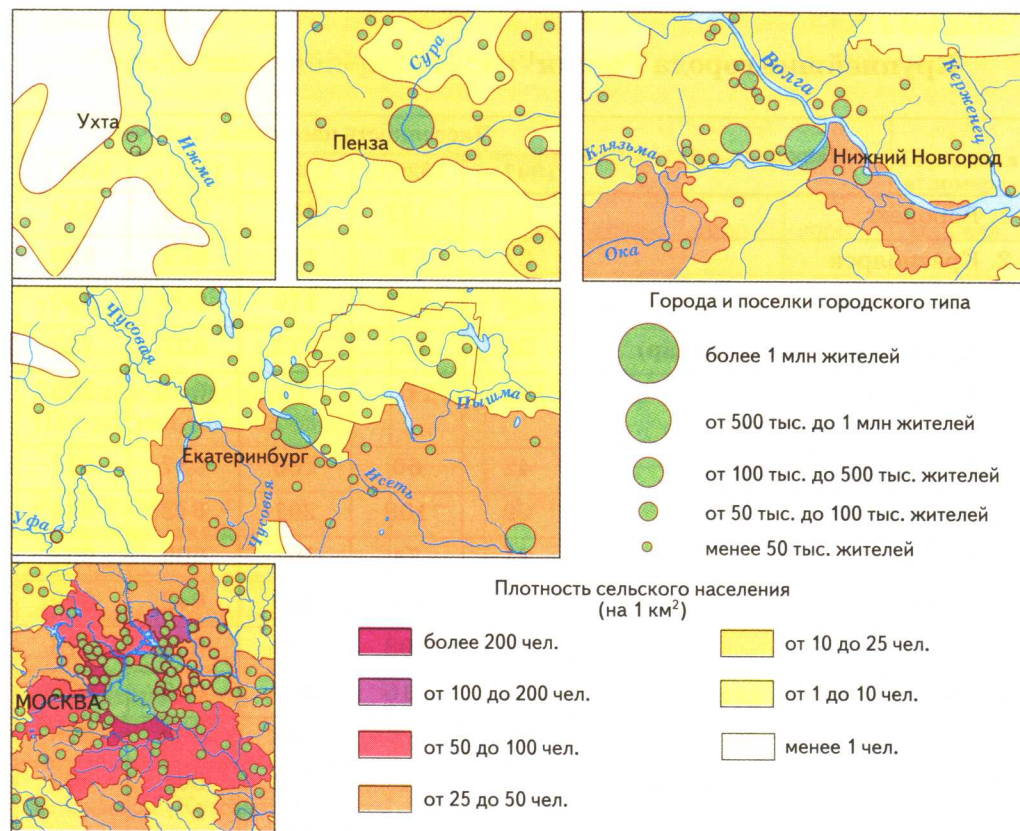 Ухта
Ижма
Сура
Пенза
Волга
Керженец
Клязьма
Нижний Новгород
Ока
Чусовая
Пышма
Екатеринбург
Исеть
Чусовая
Уфа
МОСКВА
Города и поселки городского типа
более 1 млн жителей
от 500 тыс. до 1 млн жителей
от 100 тыс. до 500 тыс. жителей
от 50 тыс. до 100 тыс. жителей
менее 50 тыс. жителей
Плотность сельского населения
(на 1 км²)
более 200 чел.
от 100 до 200 чел.
от 50 до 100 чел.
от 25 до 50 чел.
от 10 до 25 чел.
от 1 до 10 чел.
менее 1 чел.